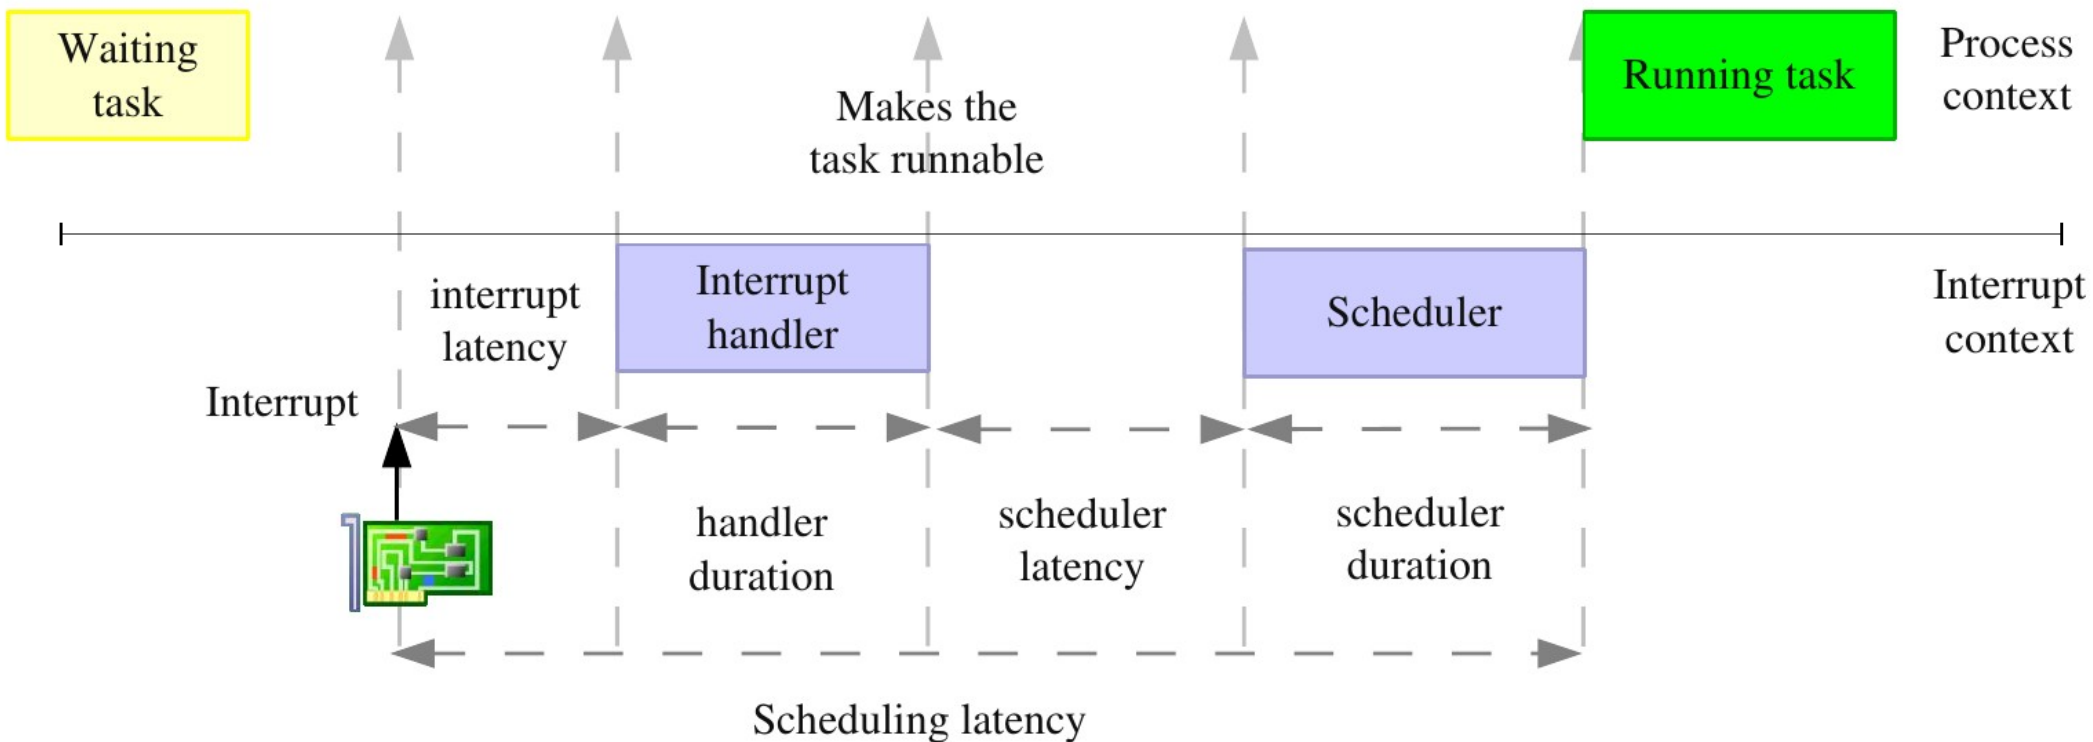 Waiting
task
Makes the
task runnable
Running task
Process
context
interrupt
latency
Interrupt
handler
Scheduler
Interrupt
context
Interrupt
handler
duration
scheduler
latency
scheduler
duration
Scheduling latency